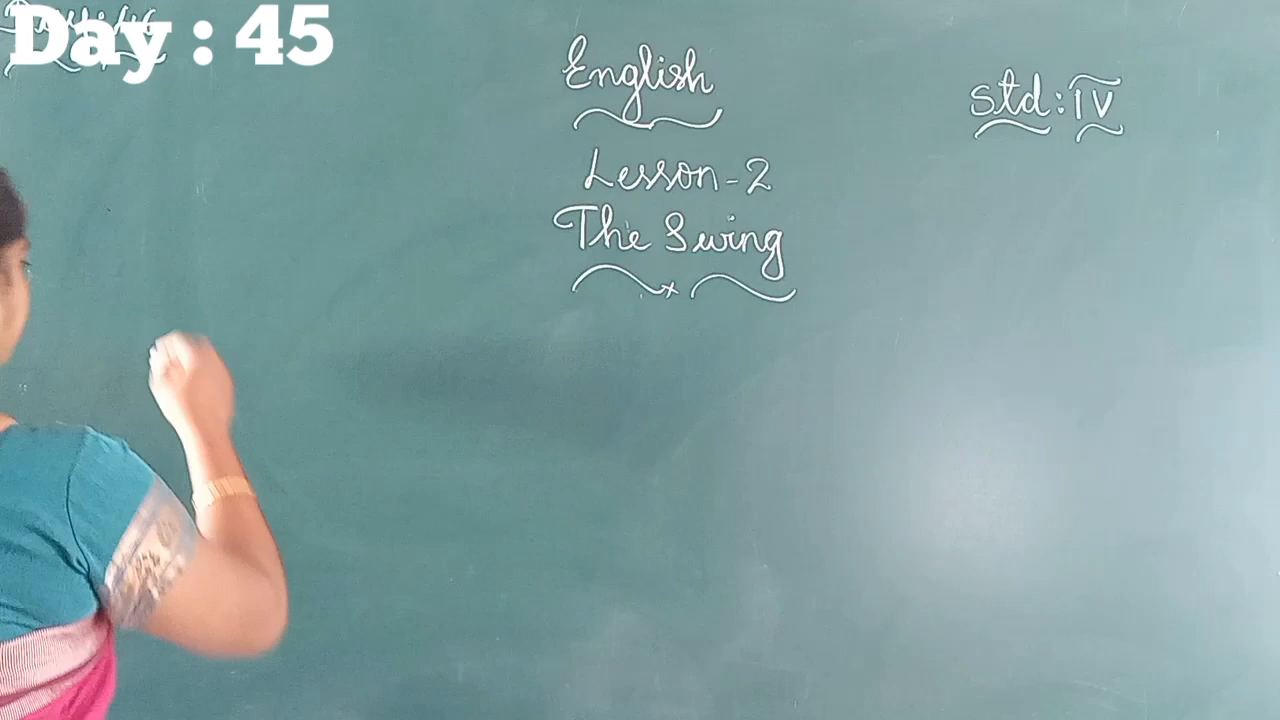 Day : 45
English
std : IV
Lesson - 2
The Swing